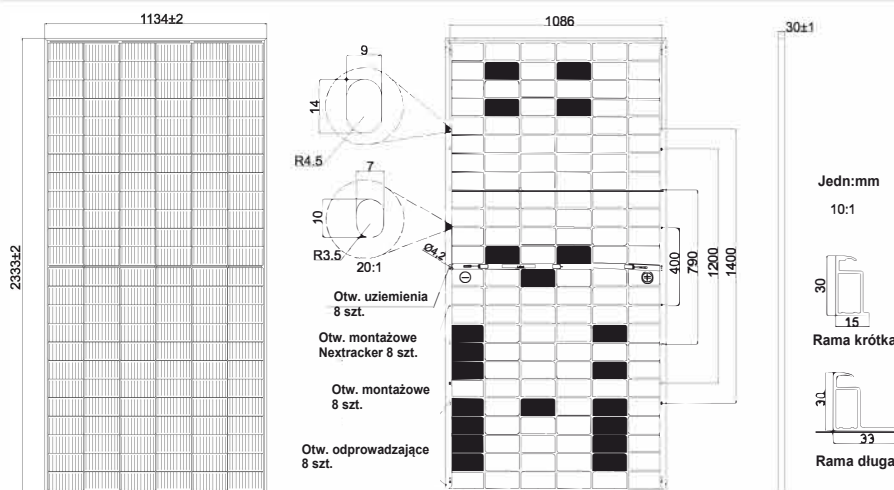 1134±2
1086
30±1
9
14
R4.5
7
10
R3.5
20:1
Ø4,2
2333±2
400
790
1200
1400
Otw. uziemienia
8 szt.
Otw. montażowe
Nextracker 8 szt.
Otw. montażowe
8 szt.
Otw. odprowadzające
8 szt.
Jedn:mm
10:1
30
15
Rama krótka
30
33
Rama długa